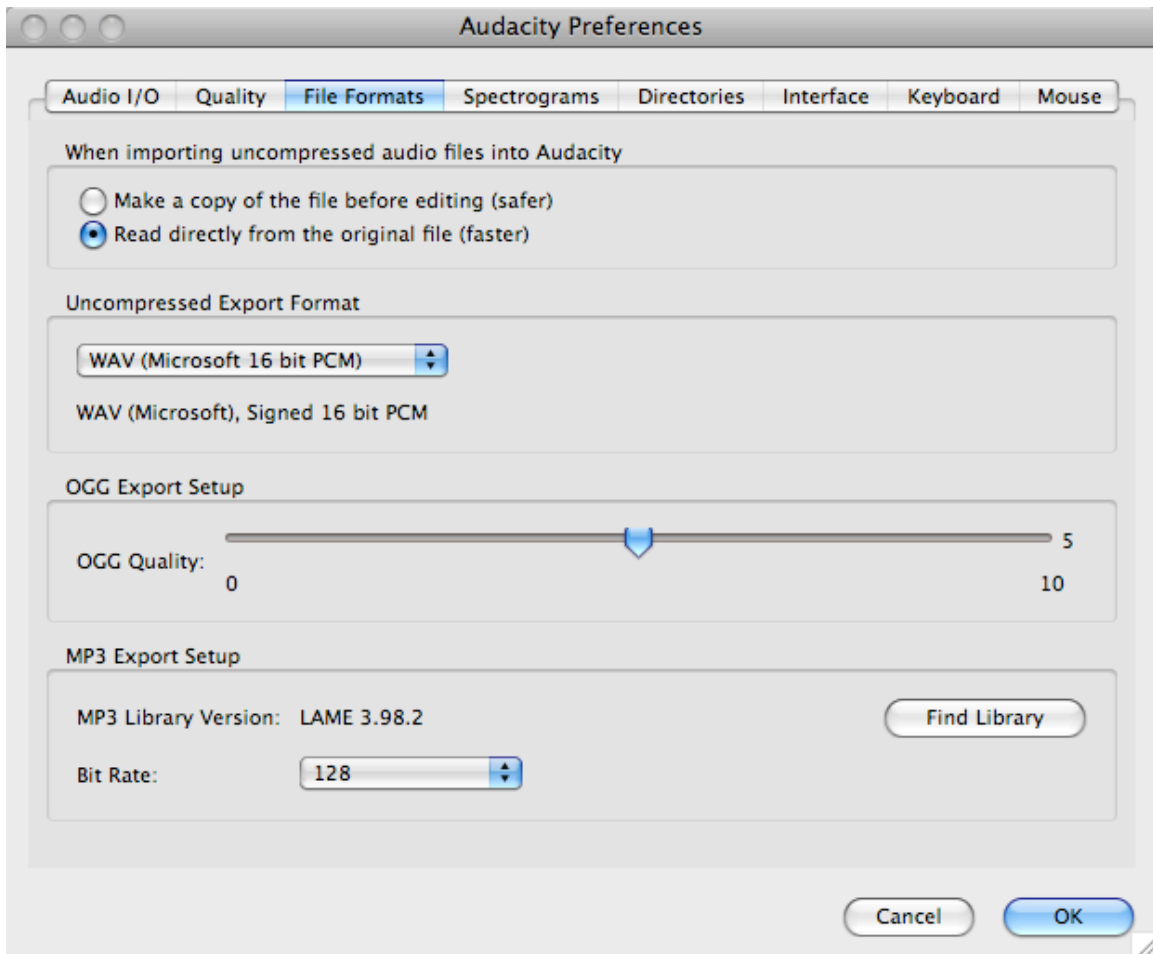 Audacity Preferences
Audio I/O Quality File Formats Spectrograms Directories Interface Keyboard Mouse
When importing uncompressed audio files into Audacity
Make a copy of the file before editing (safer)
Read directly from the original file (faster)
Uncompressed Export Format
WAV (Microsoft 16 bit PCM)
WAV (Microsoft), Signed 16 bit PCM
OGG Export Setup
OGG Quality: 5
0 10
MP3 Export Setup
MP3 Library Version: LAME 3.98.2 Find Library
Bit Rate: 128
Cancel OK